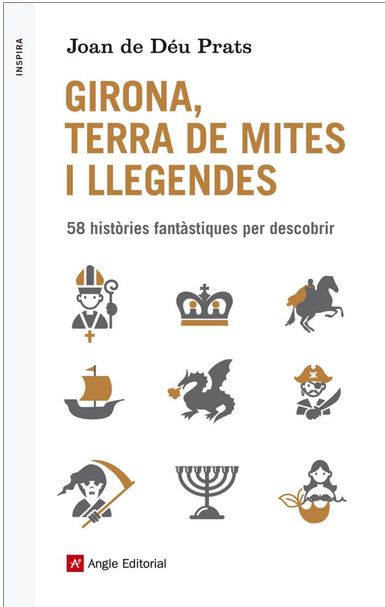 INSPIRA
Joan de Déu Prats
GIRONA,
TERRA DE MITES
I LLEGENDES
58 històries fantàstiques per descobrir
A
Angle Editorial